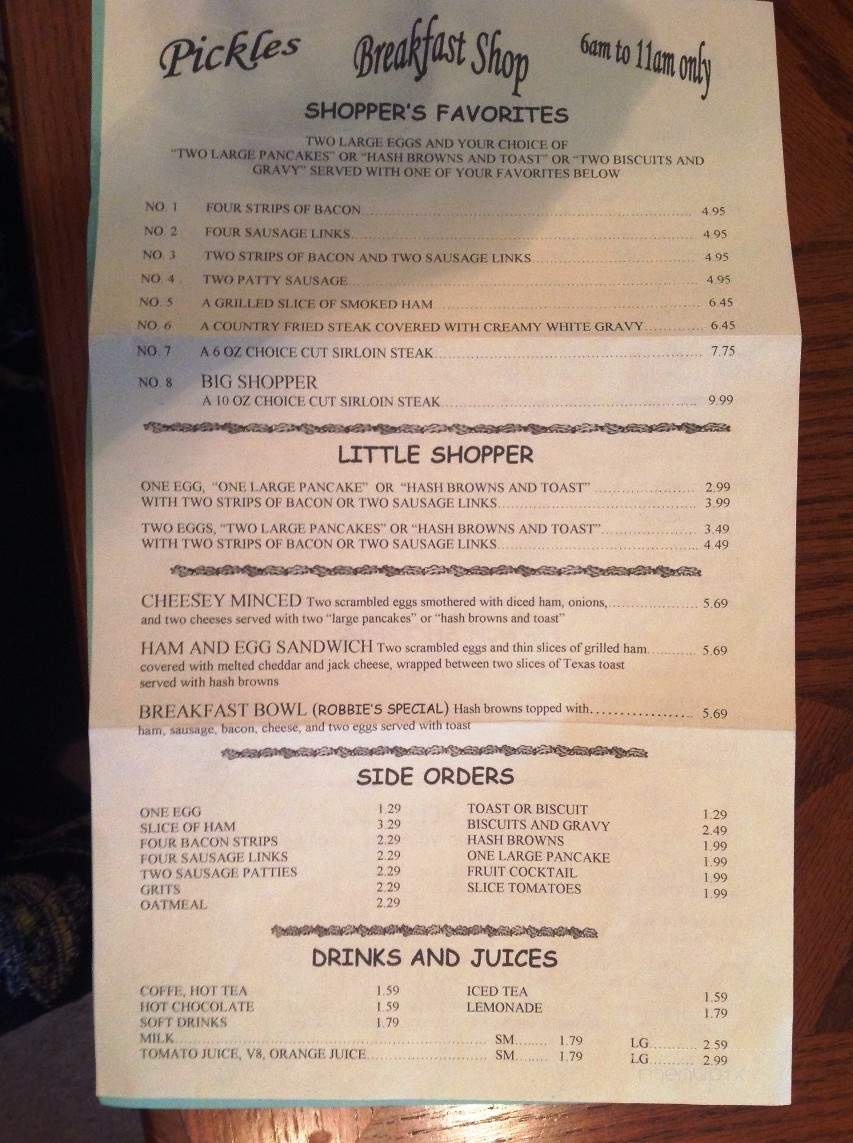 Pickles Breakfast Shop 6am to 11am only
SHOPPER'S FAVORITES
TWO LARGE EGGS AND YOUR CHOICE OF
"TWO LARGE PANCAKES" OR "HASH BROWNS AND TOAST" OR "TWO BISCUITS AND
GRAVY" SERVED WITH ONE OF YOUR FAVORITES BELOW
NO. 1 FOUR STRIPS OF BACON 4.95
NO. 2 FOUR SAUSAGE LINKS 4.95
NO. 3 TWO STRIPS OF BACON AND TWO SAUSAGE LINKS 4.95
NO. 4 TWO PATTY SAUSAGE 4.95
NO. 5 A GRILLED SLICE OF SMOKED HAM 6.45
NO. 6 A COUNTRY FRIED STEAK COVERED WITH CREAMY WHITE GRAVY 6.45
NO. 7 A 6 OZ CHOICE CUT SIRLOIN STEAK 7.75
NO. 8 BIG SHOPPER
A 10 OZ CHOICE CUT SIRLOIN STEAK 9.99
LITTLE SHOPPER
ONE EGG, "ONE LARGE PANCAKE" OR "HASH BROWNS AND TOAST" 2.99
WITH TWO STRIPS OF BACON OR TWO SAUSAGE LINKS 3.99
TWO EGGS, "TWO LARGE PANCAKES" OR "HASH BROWNS AND TOAST" 3.49
WITH TWO STRIPS OF BACON OR TWO SAUSAGE LINKS 4.49
CHEESEY MINCED Two scrambled eggs smothered with diced ham, onions, 5.69
and two cheeses served with two "large pancakes" or "hash browns and toast"
HAM AND EGG SANDWICH Two scrambled eggs and thin slices of grilled ham 5.69
covered with melted cheddar and jack cheese, wrapped between two slices of Texas toast
served with hash browns
BREAKFAST BOWL (ROBBIE'S SPECIAL) Hash browns topped with 5.69
ham, sausage, bacon, cheese, and two eggs served with toast
SIDE ORDERS
ONE EGG 1.29 TOAST OR BISCUIT 1.29
SLICE OF HAM 3.29 BISCUITS AND GRAVY 2.49
FOUR BACON STRIPS 2.29 HASH BROWNS 1.99
FOUR SAUSAGE LINKS 2.29 ONE LARGE PANCAKE 1.99
TWO SAUSAGE PATTIES 2.29 FRUIT COCKTAIL 1.99
GRITS 2.29 SLICE TOMATOES 1.99
OATMEAL 2.29
DRINKS AND JUICES
COFFE, HOT TEA 1.59 ICED TEA 1.59
HOT CHOCOLATE 1.59 LEMONADE 1.79
SOFT DRINKS 1.79
MILK SM 1.79 LG 2.59
TOMATO JUICE, V8, ORANGE JUICE SM 1.79 LG 2.99